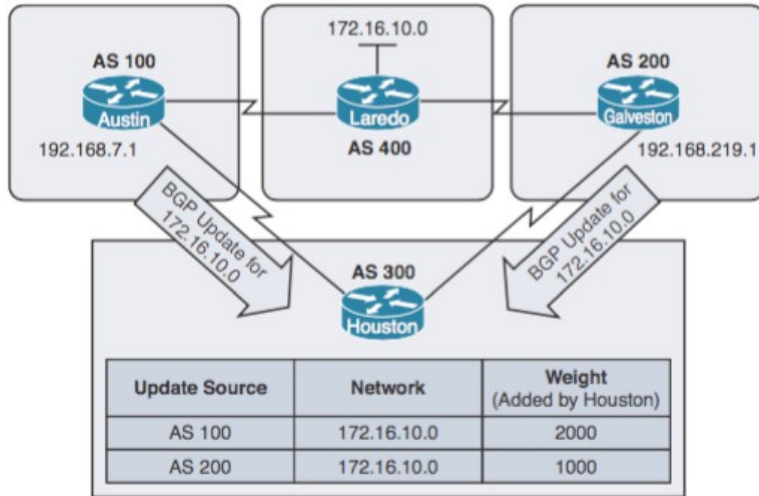 172.16.10.0
AS 100
AS 200
Austin
Laredo
Galveston
AS 400
192.168.7.1
192.168.219.1
BGP Update for
172.16.10.0
BGP Update for
172.16.10.0
AS 300
Houston
Update Source Network Weight
(Added by Houston)
AS 100 172.16.10.0 2000
AS 200 172.16.10.0 1000